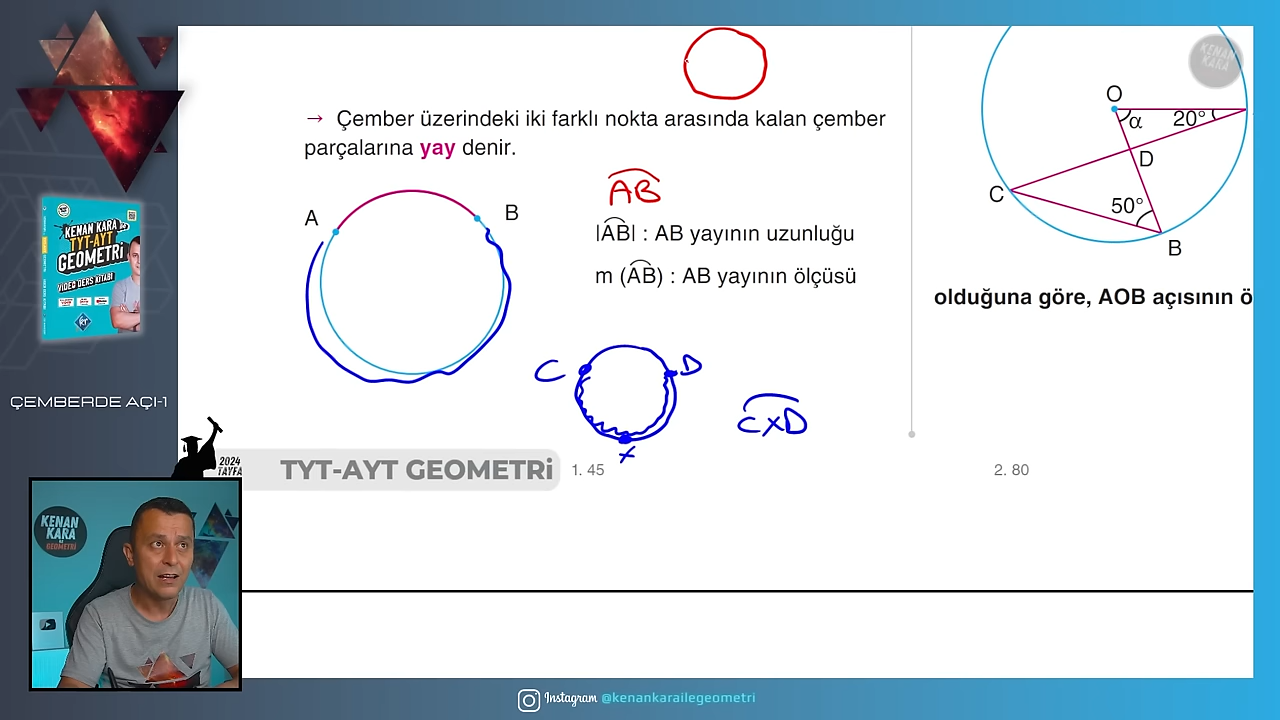 → Çember üzerindeki iki farklı nokta arasında kalan çember
parçalarına yay denir.
A
B
AB
|AB| : AB yayının uzunluğu
m (AB) : AB yayının ölçüsü
C
D
x
CXD
1. 45
O
α
20°
D
C
50°
B
olduğuna göre, AOB açısının ö
2. 80
KENAN
KARA
KENAN KARA
TYT-AYT
GEOMETRİ
VİDEO DERS KİTABI
ÇEMBERDE AÇI-1
2024
TAYFA
TYT-AYT GEOMETRİ
KENAN
KARA
GEOMETRİ
Instagram @kenankarailegeometri